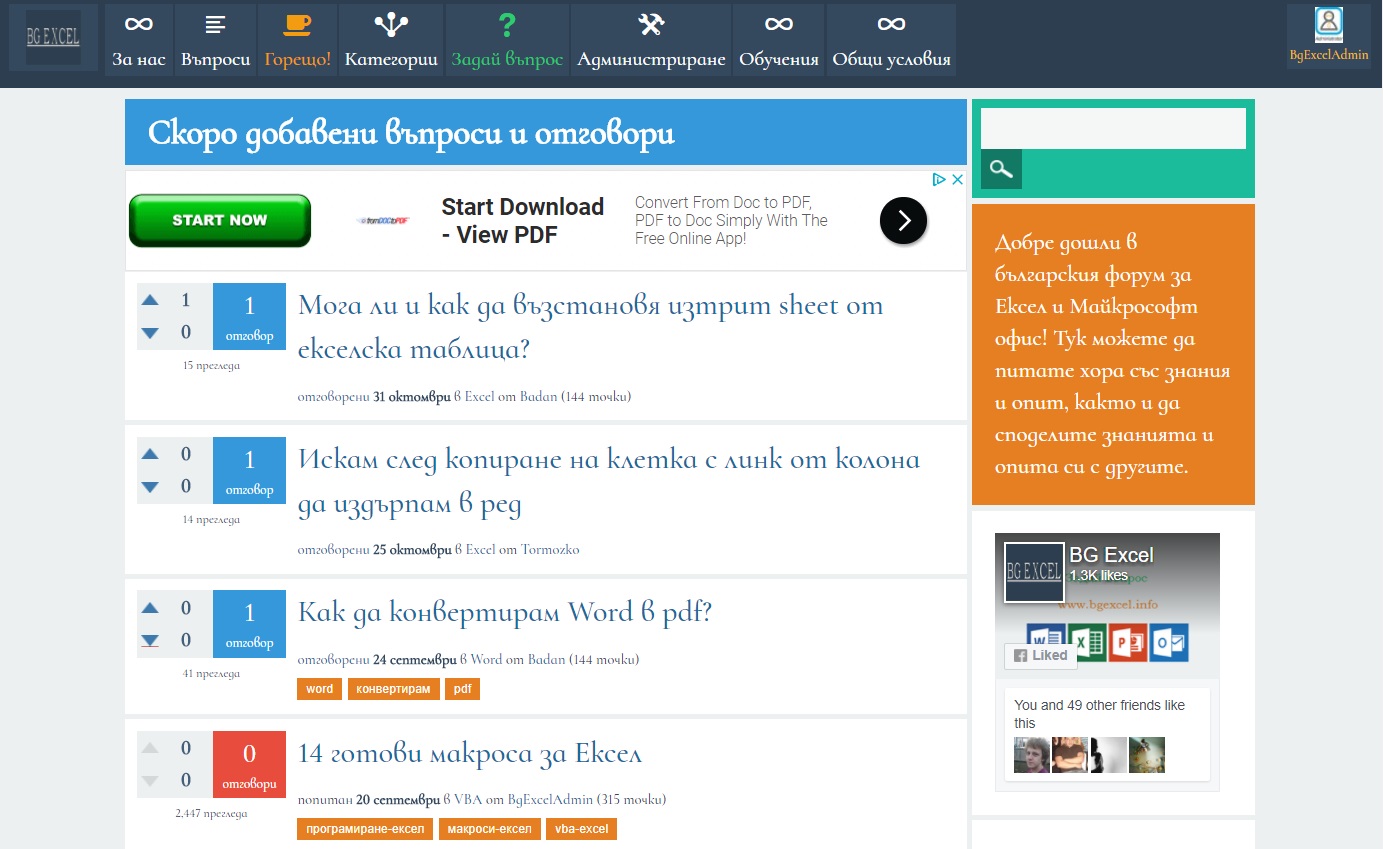 BG EXCEL
За нас
Въпроси
Горещо!
Категории
Задай въпрос
Администриране
Обучения
Общи условия
BgExcelAdmin
Скоро добавени въпроси и отговори
START NOW
fromDOCtoPDF
Start Download
- View PDF
Convert From Doc to PDF,
PDF to Doc Simply With The
Free Online App!
1
0
1
отговор
15 прегледа
Мога ли и как да възстановя изтрит sheet от
екселска таблица?
отговорени 31 октомври в Excel от Badan (144 точки)
0
0
1
отговор
14 прегледа
Искам след копиране на клетка с линк от колона
да издърпам в ред
отговорени 25 октомври в Excel от Tormozko
0
0
1
отговор
41 прегледа
Как да конвертирам Word в pdf?
отговорени 24 септември в Word от Badan (144 точки)
word конвертирам pdf
0
0
0
отговори
2,447 прегледа
14 готови макроса за Ексел
попитан 20 септември в VBA от BgExcelAdmin (315 точки)
програмиране-ексел макроси-ексел vba-excel
Добре дошли в
българския форум за
Ексел и Майкрософт
офис! Тук можете да
питате хора със знания
и опит, както и да
споделите знанията и
опита си с другите.
BG EXCEL
BG Excel
1.3K likes
www.bgexcel.info
Liked
You and 49 other friends like
this